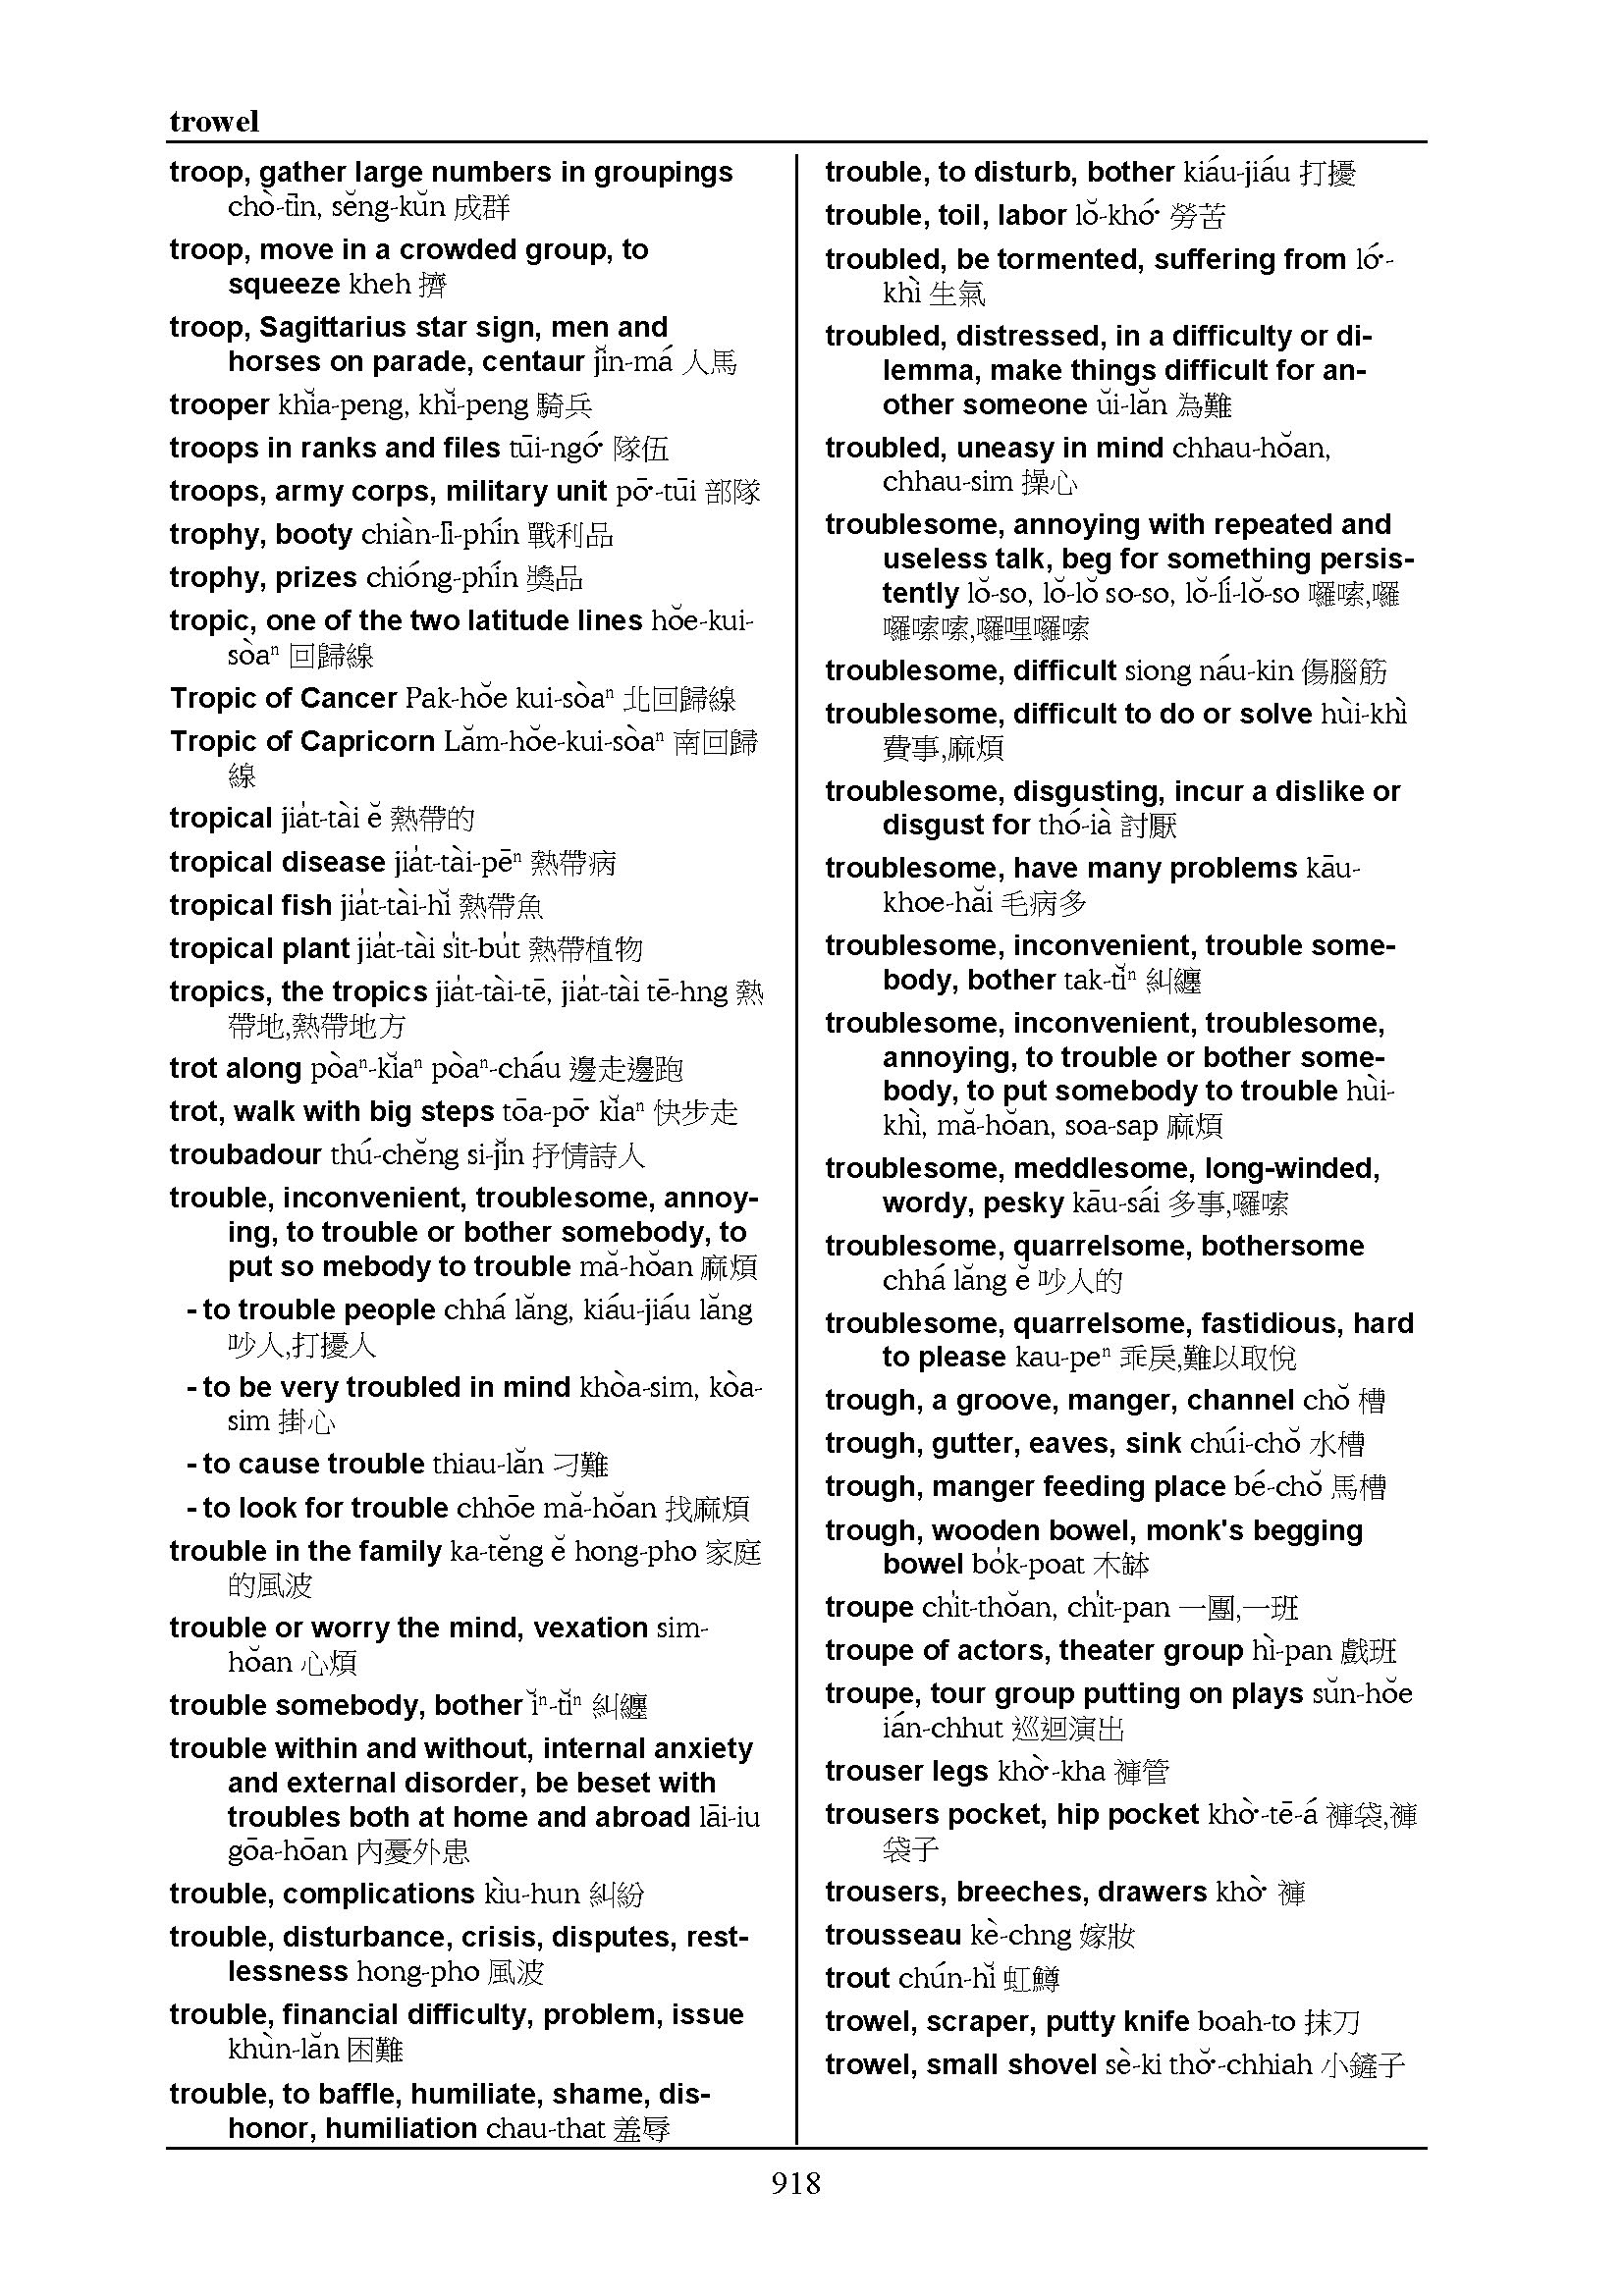 trowel
troop, gather large numbers in groupings
chò-tīn, sĕng-kŭn 成群
troop, move in a crowded group, to
squeeze kheh 擠
troop, Sagittarius star sign, men and
horses on parade, centaur jĭn-má 人馬
trooper khĭa-peng, khĭ-peng 騎兵
troops in ranks and files tūi-ngó͘ 隊伍
troops, army corps, military unit pō͘-tūi 部隊
trophy, booty chiàn-lī-phín 戰利品
trophy, prizes chióng-phín 獎品
tropic, one of the two latitude lines hŏe-kui-
sòaⁿ 回歸線
Tropic of Cancer Pak-hŏe kui-sòaⁿ 北回歸線
Tropic of Capricorn Lăm-hŏe-kui-sòaⁿ 南回歸
線
tropical jia̍t-tài ĕ 熱帶的
tropical disease jia̍t-tài-pēⁿ 熱帶病
tropical fish jia̍t-tài-hĭ 熱帶魚
tropical plant jia̍t-tài si̍t-bu̍t 熱帶植物
tropics, the tropics jia̍t-tài-tē, jia̍t-tài tē-hng 熱
帶地,熱帶地方
trot along pòaⁿ-kĭaⁿ pòaⁿ-cháu 邊走邊跑
trot, walk with big steps tōa-pō͘ kĭaⁿ 快步走
troubadour thú-chĕng si-jĭn 抒情詩人
trouble, inconvenient, troublesome, annoy-
ing, to trouble or bother somebody, to
put so mebody to trouble mă-hŏan 麻煩
- to trouble people chhá lăng, kiáu-jiáu lăng
吵人,打擾人
- to be very troubled in mind khòa-sim, kòa-
sim 掛心
- to cause trouble thiau-lăn 刁難
- to look for trouble chhōe mă-hŏan 找麻煩
trouble in the family ka-tĕng ĕ hong-pho 家庭
的風波
trouble or worry the mind, vexation sim-
hŏan 心煩
trouble somebody, bother ĭⁿ-tĭⁿ 糾纏
trouble within and without, internal anxiety
and external disorder, be beset with
troubles both at home and abroad lāi-iu
gōa-hōan 內憂外患
trouble, complications kìu-hun 糾紛
trouble, disturbance, crisis, disputes, rest-
lessness hong-pho 風波
trouble, financial difficulty, problem, issue
khùn-lăn 困難
trouble, to baffle, humiliate, shame, dis-
honor, humiliation chau-that 羞辱
trouble, to disturb, bother kiáu-jiáu 打擾
trouble, toil, labor lŏ-khó͘ 勞苦
troubled, be tormented, suffering from ló͘-
khì 生氣
troubled, distressed, in a difficulty or di-
lemma, make things difficult for an-
other someone ŭi-lăn 為難
troubled, uneasy in mind chhau-hŏan,
chhau-sim 操心
troublesome, annoying with repeated and
useless talk, beg for something persis-
tently lŏ-so, lŏ-lŏ so-so, lŏ-lí-lŏ-so 囉嗦,囉
囉嗦嗦,囉哩囉嗦
troublesome, difficult siong náu-kin 傷腦筋
troublesome, difficult to do or solve hùi-khì
費事,麻煩
troublesome, disgusting, incur a dislike or
disgust for thó-ià 討厭
troublesome, have many problems kāu-
khoe-hăi 毛病多
troublesome, inconvenient, trouble some-
body, bother tak-tĭⁿ 糾纏
troublesome, inconvenient, troublesome,
annoying, to trouble or bother some-
body, to put somebody to trouble hùi-
khì, mă-hŏan, soa-sap 麻煩
troublesome, meddlesome, long-winded,
wordy, pesky kāu-sái 多事,囉嗦
troublesome, quarrelsome, bothersome
chhá lăng ĕ 吵人的
troublesome, quarrelsome, fastidious, hard
to please kau-peⁿ 乖戾,難以取悅
trough, a groove, manger, channel chŏ 槽
trough, gutter, eaves, sink chúi-chŏ 水槽
trough, manger feeding place bé-chŏ 馬槽
trough, wooden bowel, monk's begging
bowel bo̍k-poat 木缽
troupe chi̍t-thŏan, chi̍t-pan 一團,一班
troupe of actors, theater group hì-pan 戲班
troupe, tour group putting on plays sŭn-hŏe
ián-chhut 巡迴演出
trouser legs khò͘-kha 褲管
trousers pocket, hip pocket khò͘-tē-á 褲袋,褲
袋子
trousers, breeches, drawers khò͘ 褲
trousseau kè-chng 嫁妝
trout chún-hĭ 虹鱒
trowel, scraper, putty knife boah-to 抹刀
trowel, small shovel sè-ki thŏ͘-chhiah 小鏟子
918